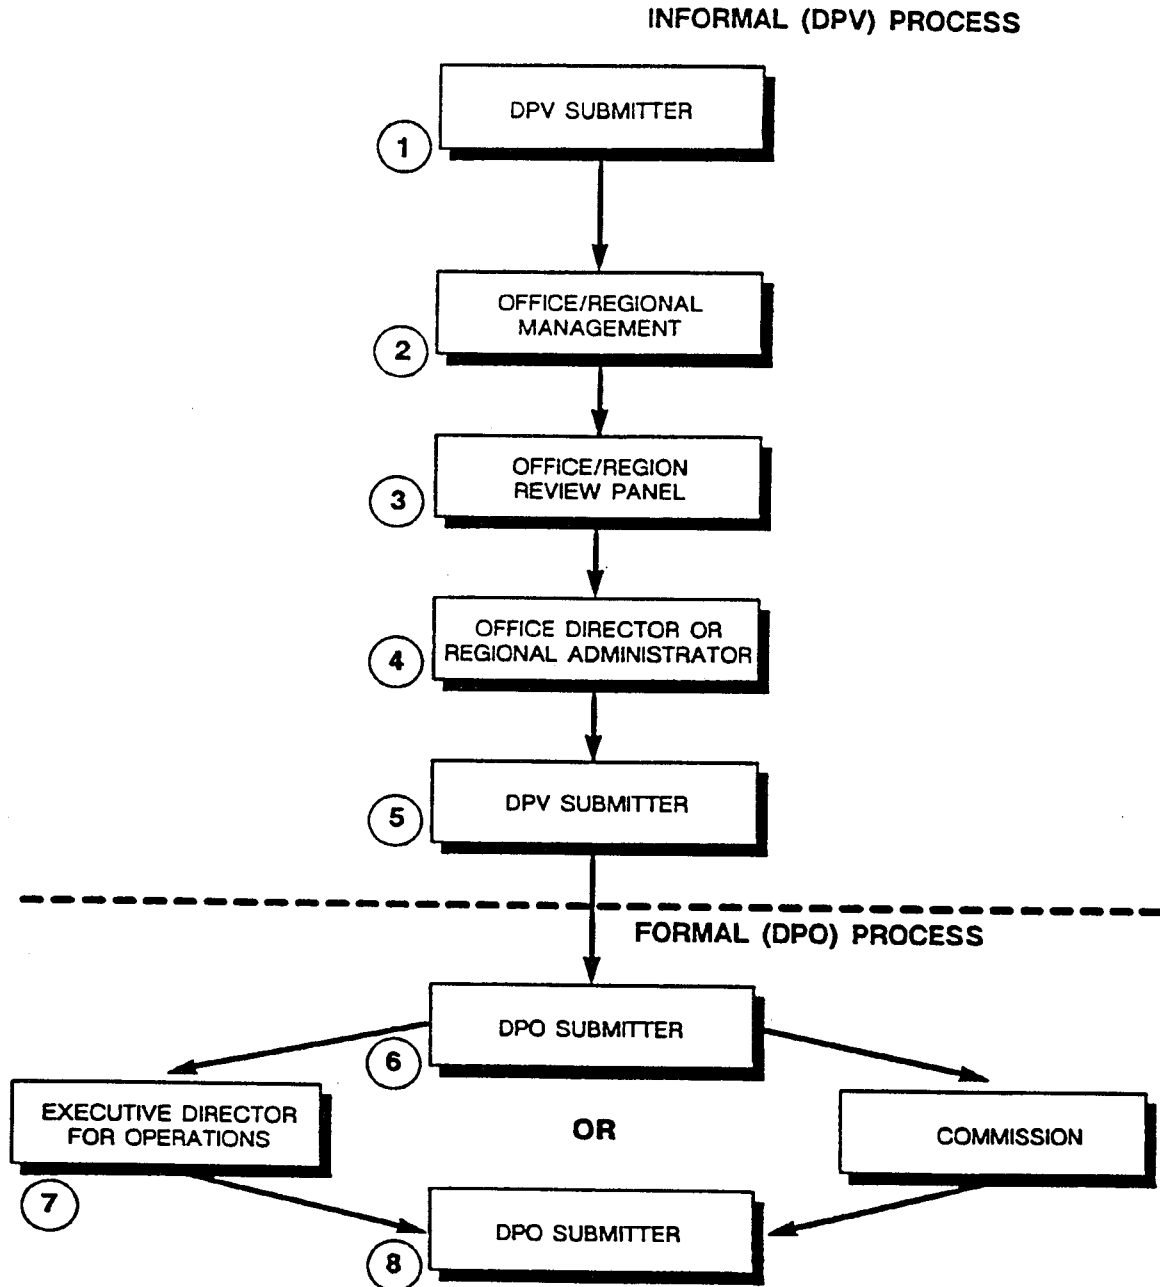 INFORMAL (DPV) PROCESS
DPV SUBMITTER
1
OFFICE/REGIONAL
MANAGEMENT
2
OFFICE/REGION
REVIEW PANEL
3
OFFICE DIRECTOR OR
REGIONAL ADMINISTRATOR
4
DPV SUBMITTER
5
FORMAL (DPO) PROCESS
DPO SUBMITTER
6
EXECUTIVE DIRECTOR
FOR OPERATIONS
7
OR
COMMISSION
DPO SUBMITTER
8